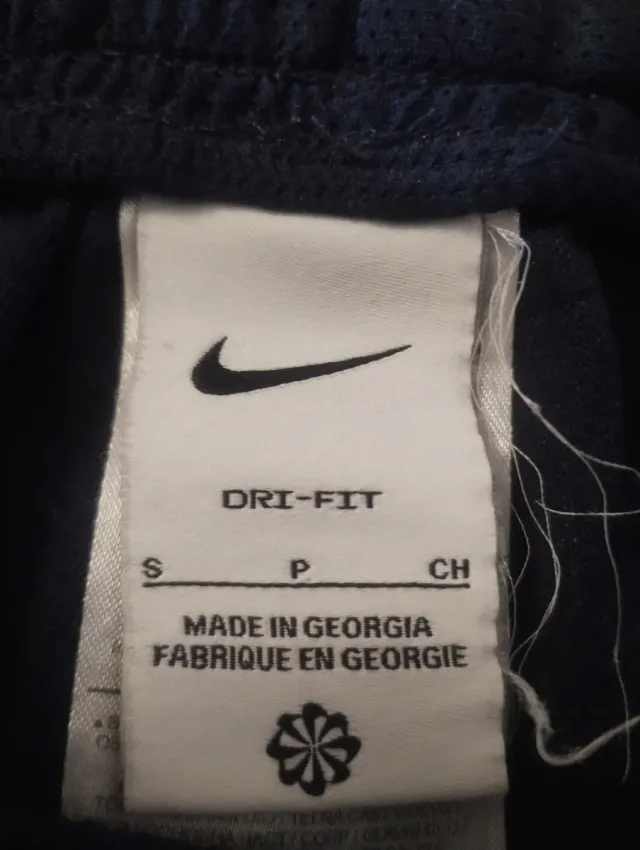 DRI-FIT
S P CH
MADE IN GEORGIA
FABRIQUE EN GEORGIE